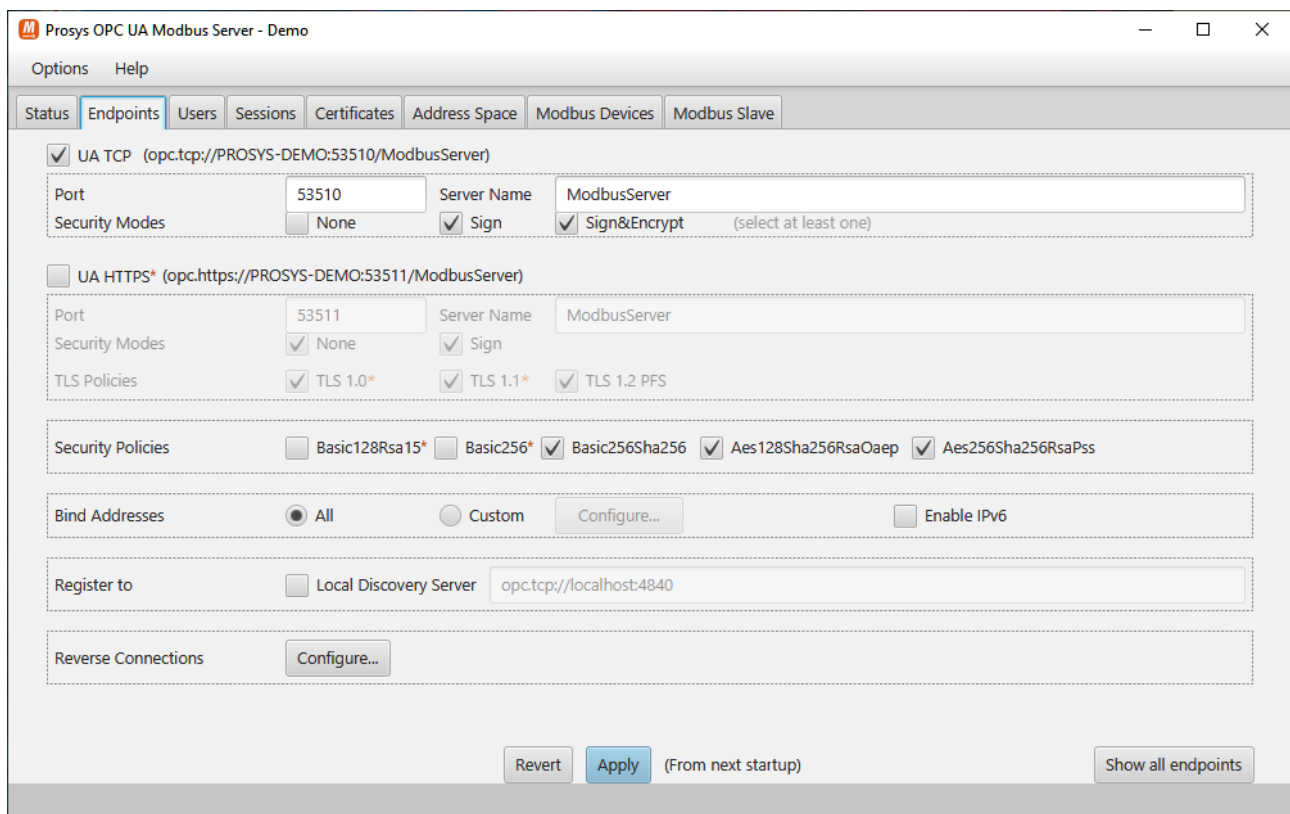 Prosys OPC UA Modbus Server - Demo
Options Help
Status Endpoints Users Sessions Certificates Address Space Modbus Devices Modbus Slave
UA TCP (opc.tcp://PROSYS-DEMO:53510/ModbusServer)
Port 53510 Server Name ModbusServer
Security Modes None Sign Sign&Encrypt (select at least one)
UA HTTPS* (opc.https://PROSYS-DEMO:53511/ModbusServer)
Port 53511 Server Name ModbusServer
Security Modes None Sign
TLS Policies TLS 1.0* TLS 1.1* TLS 1.2 PFS
Security Policies Basic128Rsa15* Basic256* Basic256Sha256 Aes128Sha256RsaOaep Aes256Sha256RsaPss
Bind Addresses All Custom Configure... Enable IPv6
Register to Local Discovery Server opc.tcp://localhost:4840
Reverse Connections Configure...
Revert Apply (From next startup) Show all endpoints